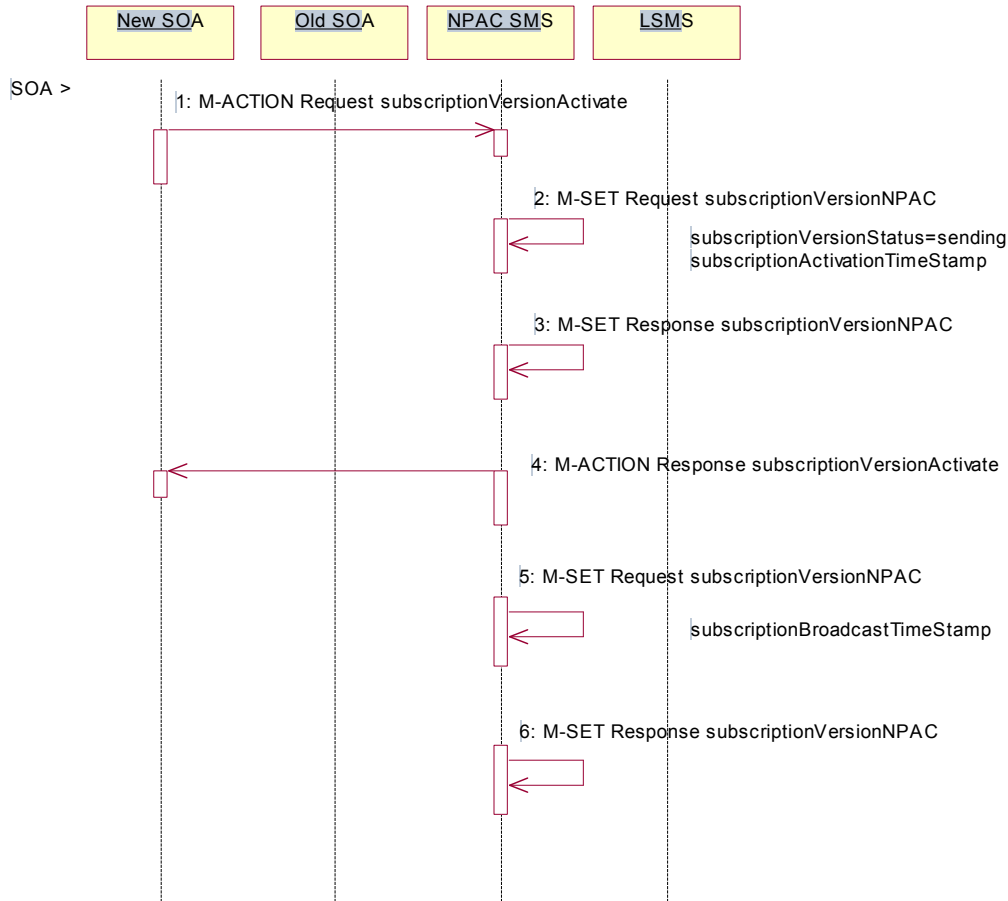 New SOA
Old SOA
NPAC SMS
LSMS
SOA >
1: M-ACTION Request subscriptionVersionActivate
2: M-SET Request subscriptionVersionNPAC
subscriptionVersionStatus=sending
subscriptionActivationTimeStamp
3: M-SET Response subscriptionVersionNPAC
4: M-ACTION Response subscriptionVersionActivate
5: M-SET Request subscriptionVersionNPAC
subscriptionBroadcastTimeStamp
6: M-SET Response subscriptionVersionNPAC